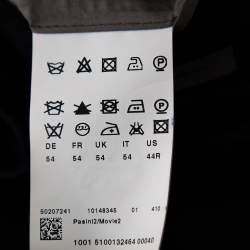 DE FR UK IT US
54 54 54 54 44R
50207241 10148345 01 410
Pasini2/Movie2
1001 5100132464 00040